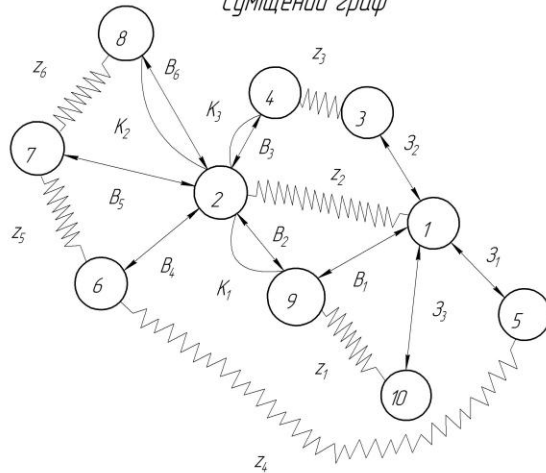 Суміщений граф
8
z₆
B₆
K₃
4
z₃
3
K₂
B₃
З₂
7
z₂
2
B₅
1
z₅
B₂
З₁
B₄
B₁
6
K₁
9
З₃
5
z₁
10
z₄